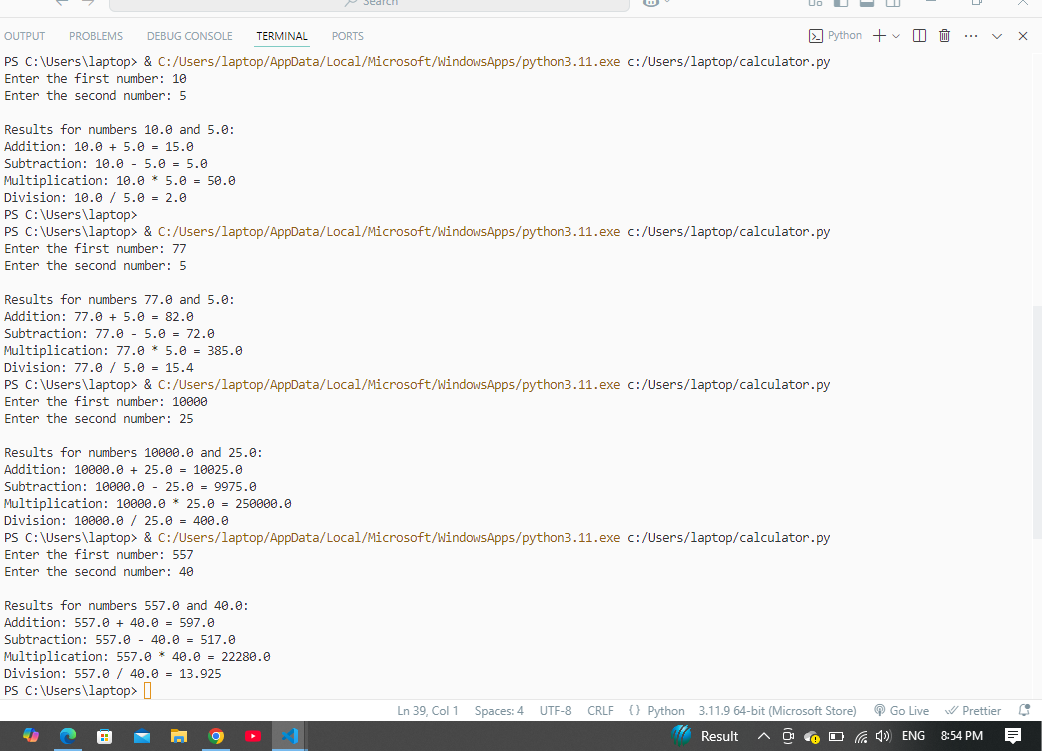 Search
OUTPUT PROBLEMS DEBUG CONSOLE TERMINAL PORTS
Python
PS C:\Users\laptop> & C:/Users/laptop/AppData/Local/Microsoft/WindowsApps/python3.11.exe c:/Users/laptop/calculator.py
Enter the first number: 10
Enter the second number: 5
Results for numbers 10.0 and 5.0:
Addition: 10.0 + 5.0 = 15.0
Subtraction: 10.0 - 5.0 = 5.0
Multiplication: 10.0 * 5.0 = 50.0
Division: 10.0 / 5.0 = 2.0
PS C:\Users\laptop>
PS C:\Users\laptop> & C:/Users/laptop/AppData/Local/Microsoft/WindowsApps/python3.11.exe c:/Users/laptop/calculator.py
Enter the first number: 77
Enter the second number: 5
Results for numbers 77.0 and 5.0:
Addition: 77.0 + 5.0 = 82.0
Subtraction: 77.0 - 5.0 = 72.0
Multiplication: 77.0 * 5.0 = 385.0
Division: 77.0 / 5.0 = 15.4
PS C:\Users\laptop> & C:/Users/laptop/AppData/Local/Microsoft/WindowsApps/python3.11.exe c:/Users/laptop/calculator.py
Enter the first number: 10000
Enter the second number: 25
Results for numbers 10000.0 and 25.0:
Addition: 10000.0 + 25.0 = 10025.0
Subtraction: 10000.0 - 25.0 = 9975.0
Multiplication: 10000.0 * 25.0 = 250000.0
Division: 10000.0 / 25.0 = 400.0
PS C:\Users\laptop> & C:/Users/laptop/AppData/Local/Microsoft/WindowsApps/python3.11.exe c:/Users/laptop/calculator.py
Enter the first number: 557
Enter the second number: 40
Results for numbers 557.0 and 40.0:
Addition: 557.0 + 40.0 = 597.0
Subtraction: 557.0 - 40.0 = 517.0
Multiplication: 557.0 * 40.0 = 22280.0
Division: 557.0 / 40.0 = 13.925
PS C:\Users\laptop>
Ln 39, Col 1 Spaces: 4 UTF-8 CRLF {} Python 3.11.9 64-bit (Microsoft Store) Go Live Prettier
Result ENG 8:54 PM